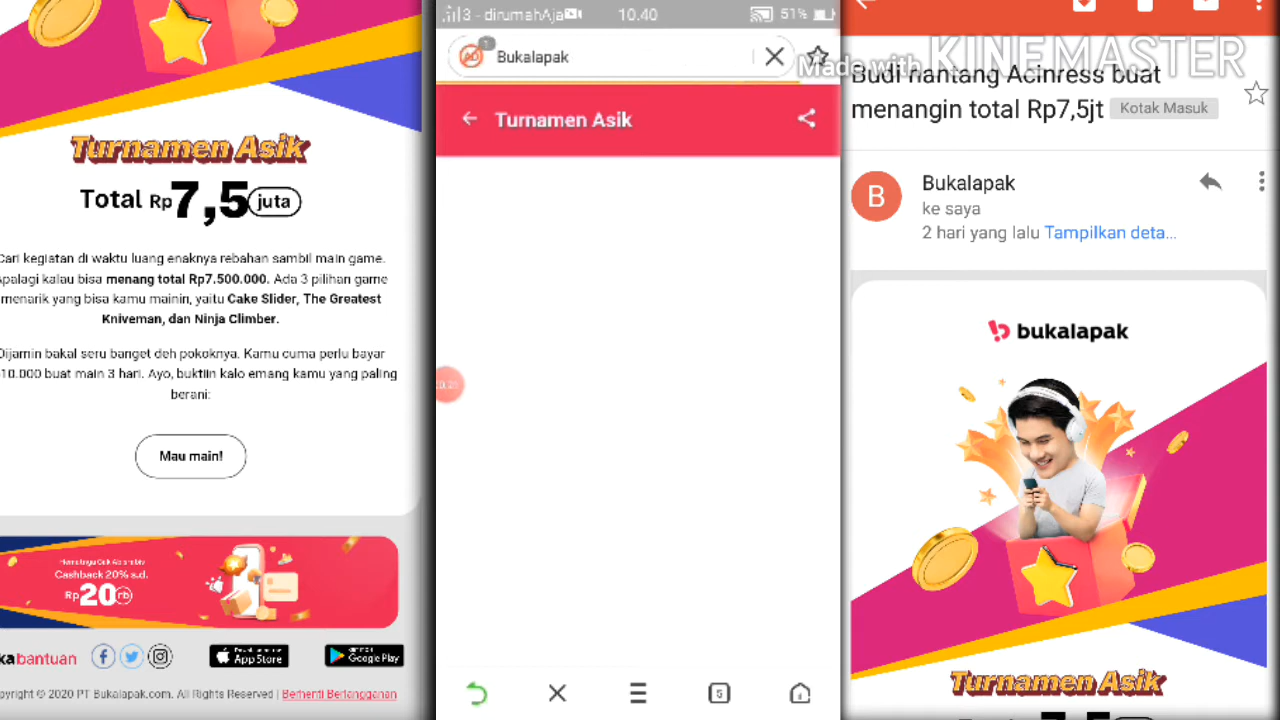 Turnamen Asik
Total Rp7,5 juta
Cari kegiatan di waktu luang enaknya rebahan sambil main game.
Apalagi kalau bisa menang total Rp7.500.000. Ada 3 pilihan game
menarik yang bisa kamu mainin, yaitu Cake Slider, The Greatest
Kniveman, dan Ninja Climber.
Dijamin bakal seru banget deh pokoknya. Kamu cuma perlu bayar
10.000 buat main 3 hari. Ayo, buktiin kalo emang kamu yang paling
berani:
Mau main!
Cashback 20% s.d.
Rp20rb
kabantuan
App Store
Google Play
pyright © 2020 PT Bukalapak.com. All Rights Reserved | Berhenti Berlangganan
3 - dirumahAja
10.40
51%
1
Bukalapak
Turnamen Asik
5
Made with KINEMASTER
Budi nantang Acinress buat
menangin total Rp7,5jt Kotak Masuk
B
Bukalapak
ke saya
2 hari yang lalu Tampilkan deta...
bukalapak
Turnamen Asik